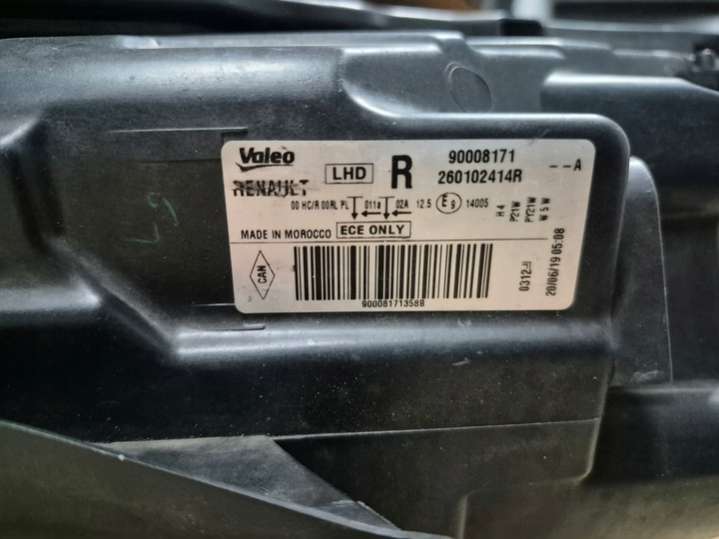 Valeo LHD R 90008171 --A
RENAULT 260102414R
00 HC/R 00RL PL 011a 02A 12.5 E9 14005
H4
P21W
PY21W
W5W
MADE IN MOROCCO ECE ONLY
CAN
90008171358B
0312-
20/06/19 05:08